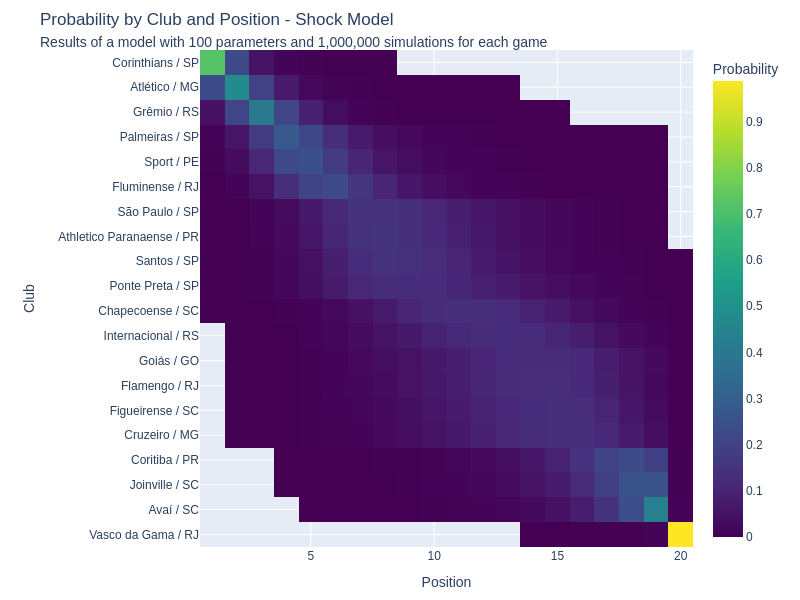 Probability by Club and Position - Shock Model
Results of a model with 100 parameters and 1,000,000 simulations for each game
Probability
Club
Corinthians / SP
Atlético / MG
Grêmio / RS
Palmeiras / SP
Sport / PE
Fluminense / RJ
São Paulo / SP
Athletico Paranaense / PR
Santos / SP
Ponte Preta / SP
Chapecoense / SC
Internacional / RS
Goiás / GO
Flamengo / RJ
Figueirense / SC
Cruzeiro / MG
Coritiba / PR
Joinville / SC
Avaí / SC
Vasco da Gama / RJ
5 10 15 20
Position
0.9
0.8
0.7
0.6
0.5
0.4
0.3
0.2
0.1
0